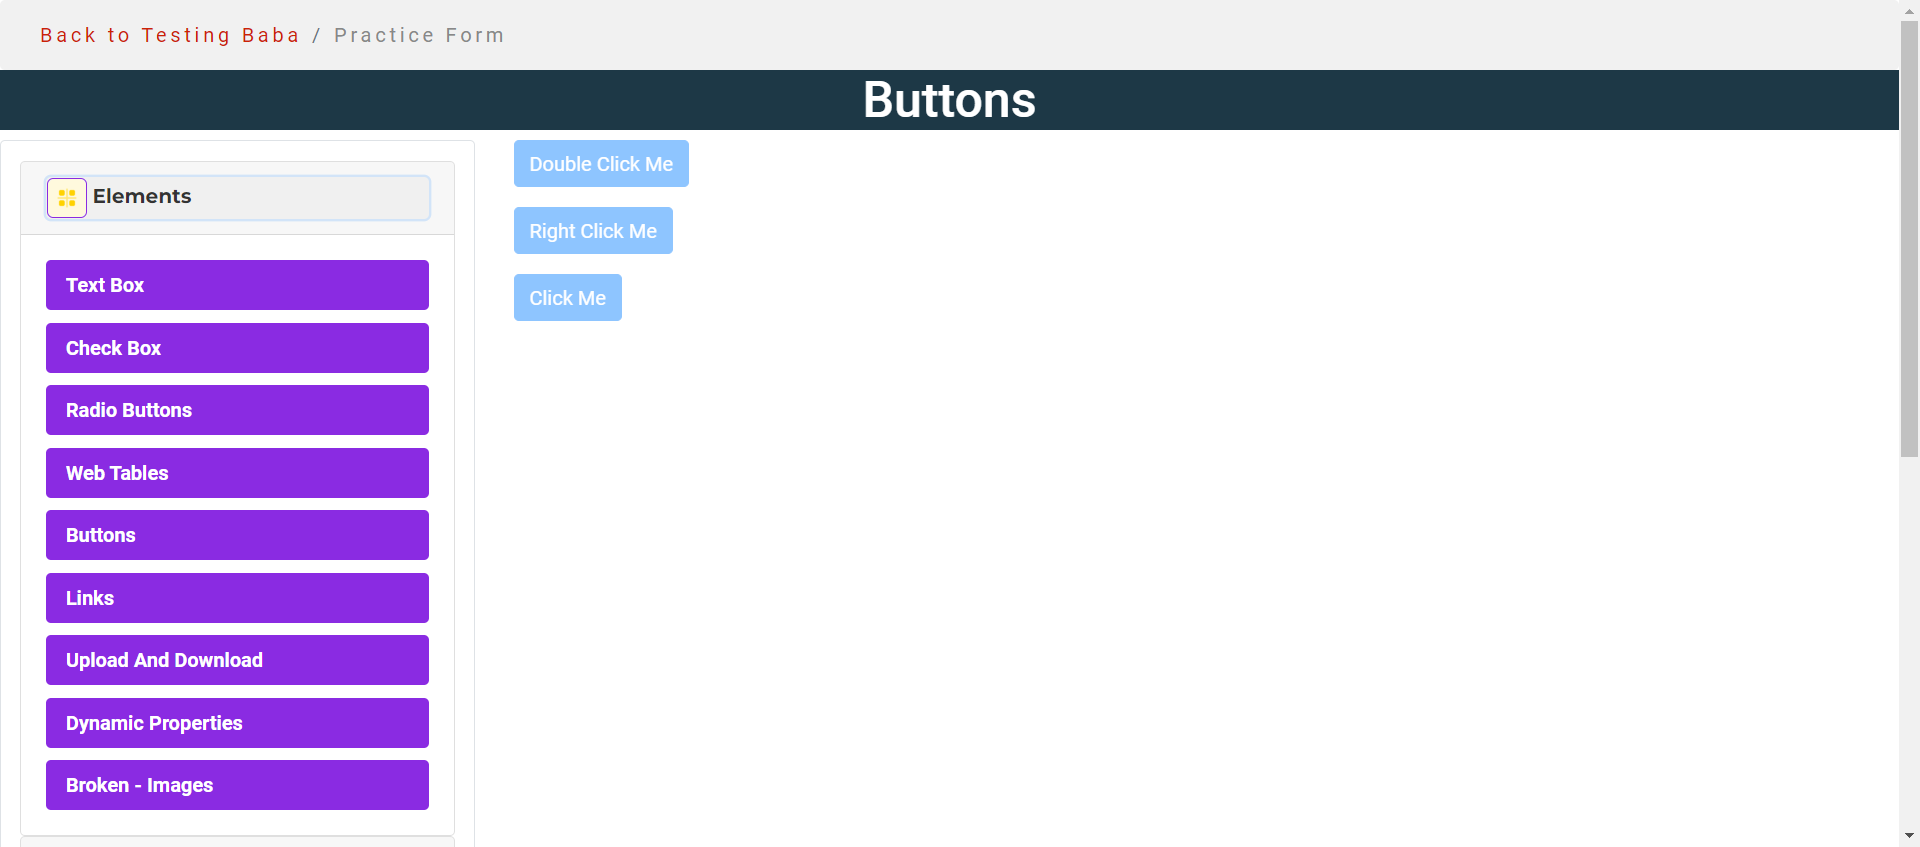 Back to Testing Baba / Practice Form
Buttons
Elements
Text Box
Check Box
Radio Buttons
Web Tables
Buttons
Links
Upload And Download
Dynamic Properties
Broken - Images
Double Click Me
Right Click Me
Click Me